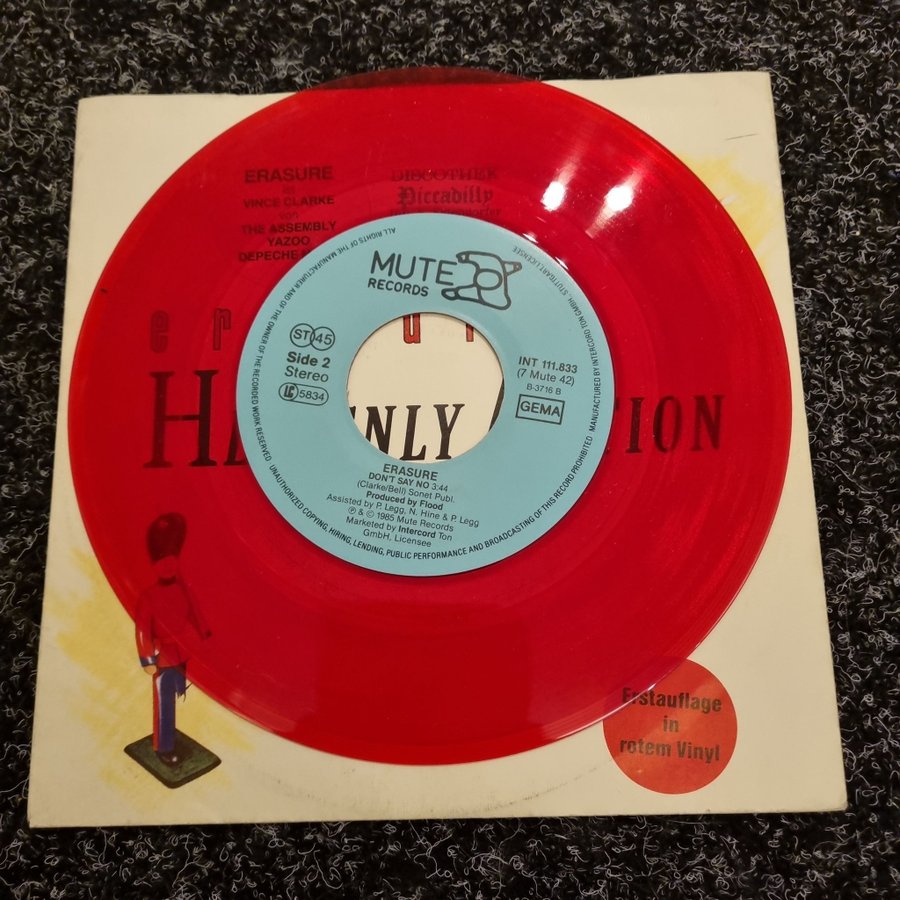 ERASURE
ist
VINCE CLARKE
von
THE ASSEMBLY
YAZOO
DEPECHE
DISCOTHEK
Piccadilly
MUTE
RECORDS
ALL RIGHTS OF THE MANUFACTURER AND OF THE OWNER OF THE RECORDED WORK RESERVED. UNAUTHORIZED COPYING, HIRING, LENDING, PUBLIC PERFORMANCE AND BROADCASTING OF THIS RECORD PROHIBITED. MANUFACTURED BY INTERCORD TON GMBH, STUTTGART. LICENSEE
ST 45
Side 2
Stereo
LC 5834
INT 111.833
(7 Mute 42)
B-3716 B
GEMA
ERASURE
DON'T SAY NO 3:44
(Clarke/Bell) Sonet Publ.
Produced by Flood
Assisted by P. Legg, N. Hine & P. Legg
℗ & © 1985 Mute Records
Marketed by Intercord Ton
GmbH, Licensee
Erstauflage
in
rotem Vinyl